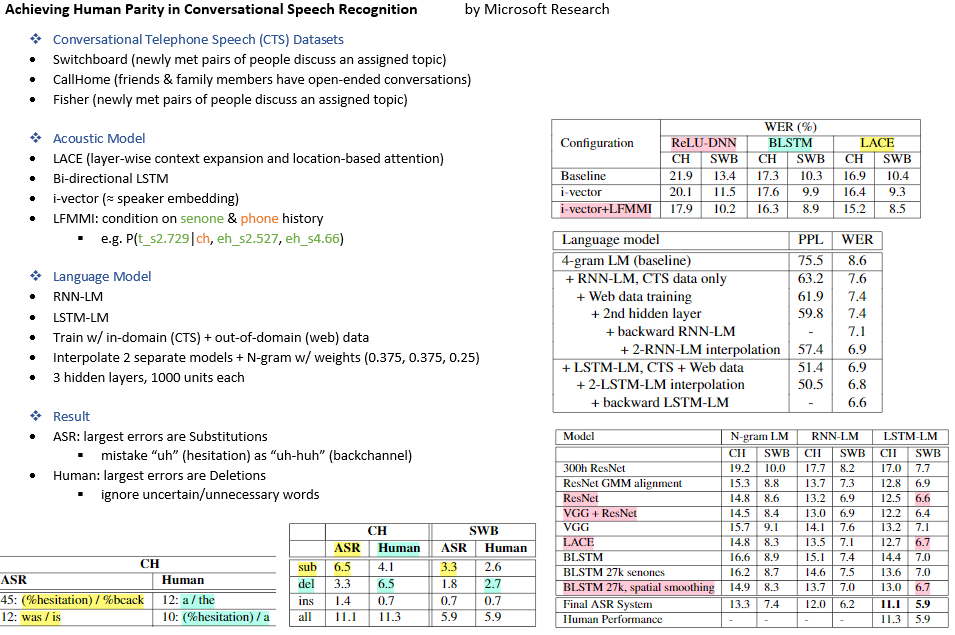 Achieving Human Parity in Conversational Speech Recognition by Microsoft Research
❖ Conversational Telephone Speech (CTS) Datasets
• Switchboard (newly met pairs of people discuss an assigned topic)
• CallHome (friends & family members have open-ended conversations)
• Fisher (newly met pairs of people discuss an assigned topic)
❖ Acoustic Model
• LACE (layer-wise context expansion and location-based attention)
• Bi-directional LSTM
• i-vector (≈ speaker embedding)
• LFMMI: condition on senone & phone history
▪ e.g. P(t_s2.729|ch, eh_s2.527, eh_s4.66)
❖ Language Model
• RNN-LM
• LSTM-LM
• Train w/ in-domain (CTS) + out-of-domain (web) data
• Interpolate 2 separate models + N-gram w/ weights (0.375, 0.375, 0.25)
• 3 hidden layers, 1000 units each
❖ Result
• ASR: largest errors are Substitutions
▪ mistake “uh” (hesitation) as “uh-huh” (backchannel)
• Human: largest errors are Deletions
▪ ignore uncertain/unnecessary words
CH
ASR Human
45: (%hesitation) / %bcack 12: a / the
12: was / is 10: (%hesitation) / a
CH SWB
ASR Human ASR Human
sub 6.5 4.1 3.3 2.6
del 3.3 6.5 1.8 2.7
ins 1.4 0.7 0.7 0.7
all 11.1 11.3 5.9 5.9
WER (%)
Configuration ReLU-DNN BLSTM LACE
CH SWB CH SWB CH SWB
Baseline 21.9 13.4 17.3 10.3 16.9 10.4
i-vector 20.1 11.5 17.6 9.9 16.4 9.3
i-vector+LFMMI 17.9 10.2 16.3 8.9 15.2 8.5
Language model PPL WER
4-gram LM (baseline) 75.5 8.6
+ RNN-LM, CTS data only 63.2 7.6
+ Web data training 61.9 7.4
+ 2nd hidden layer 59.8 7.4
+ backward RNN-LM - 7.1
+ 2-RNN-LM interpolation 57.4 6.9
+ LSTM-LM, CTS + Web data 51.4 6.9
+ 2-LSTM-LM interpolation 50.5 6.8
+ backward LSTM-LM - 6.6
Model N-gram LM RNN-LM LSTM-LM
CH SWB CH SWB CH SWB
300h ResNet 19.2 10.0 17.7 8.2 17.0 7.7
ResNet GMM alignment 15.3 8.8 13.7 7.3 12.8 6.9
ResNet 14.8 8.6 13.2 6.9 12.5 6.6
VGG + ResNet 14.5 8.4 13.0 6.9 12.2 6.4
VGG 15.7 9.1 14.1 7.6 13.2 7.1
LACE 14.8 8.3 13.5 7.1 12.7 6.7
BLSTM 16.6 8.9 15.1 7.4 14.4 7.0
BLSTM 27k senones 16.2 8.7 14.6 7.5 13.6 7.0
BLSTM 27k, spatial smoothing 14.9 8.3 13.7 7.0 13.0 6.7
Final ASR System 13.3 7.4 12.0 6.2 11.1 5.9
Human Performance - - - - 11.3 5.9